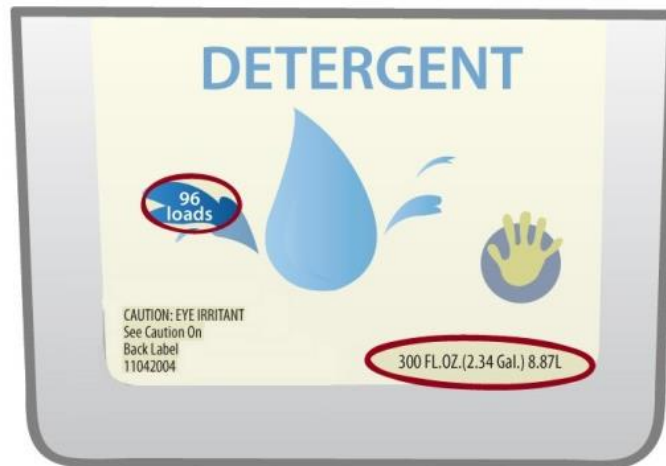 DETERGENT
96
loads
CAUTION: EYE IRRITANT
See Caution On
Back Label
11042004
300 FL.OZ.(2.34 Gal.) 8.87L